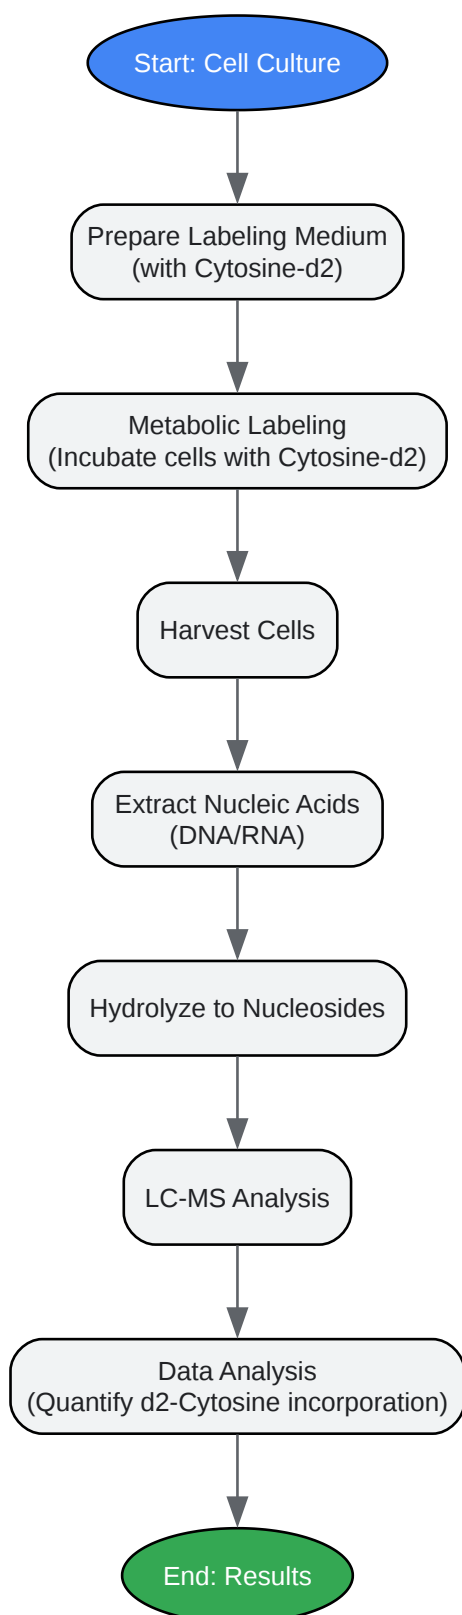 Start: Cell Culture
Prepare Labeling Medium
(with Cytosine-d2)
Metabolic Labeling
(Incubate cells with Cytosine-d2)
Harvest Cells
Extract Nucleic Acids
(DNA/RNA)
Hydrolyze to Nucleosides
LC-MS Analysis
Data Analysis
(Quantify d2-Cytosine incorporation)
End: Results